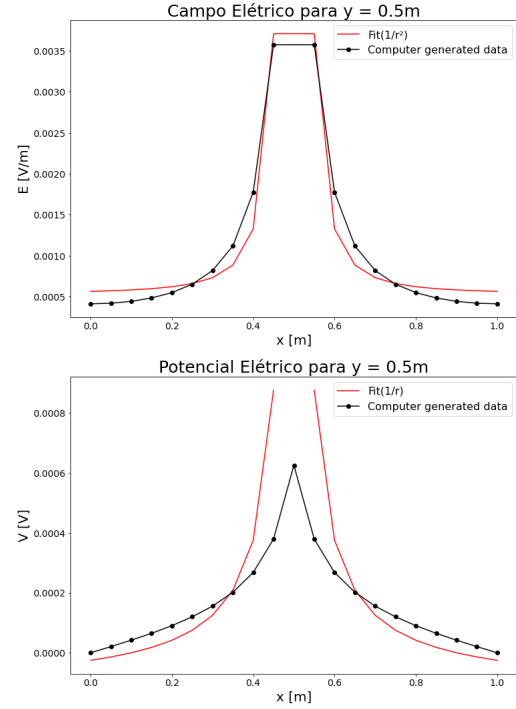 Campo Elétrico para y = 0.5m
Fit(1/r²)
Computer generated data
E [V/m]
0.0035
0.0030
0.0025
0.0020
0.0015
0.0010
0.0005
0.0 0.2 0.4 0.6 0.8 1.0
x [m]
Potencial Elétrico para y = 0.5m
Fit(1/r)
Computer generated data
V [V]
0.0008
0.0006
0.0004
0.0002
0.0000
0.0 0.2 0.4 0.6 0.8 1.0
x [m]